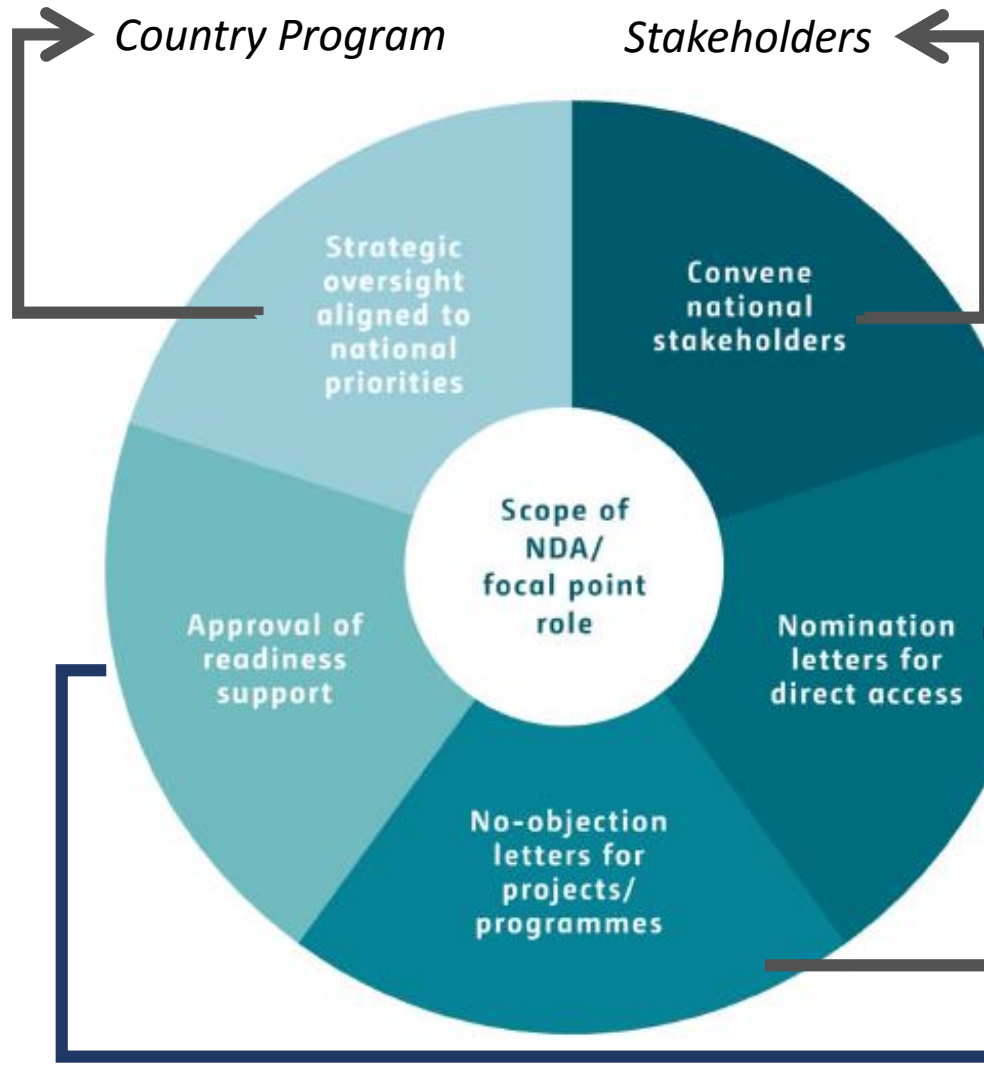 Country Program
Stakeholders
Strategic
oversight
aligned to
national
priorities
Convene
national
stakeholders
Scope of
NDA/
focal point
role
Approval of
readiness
support
Nomination
letters for
direct access
No-objection
letters for
projects/
programmes